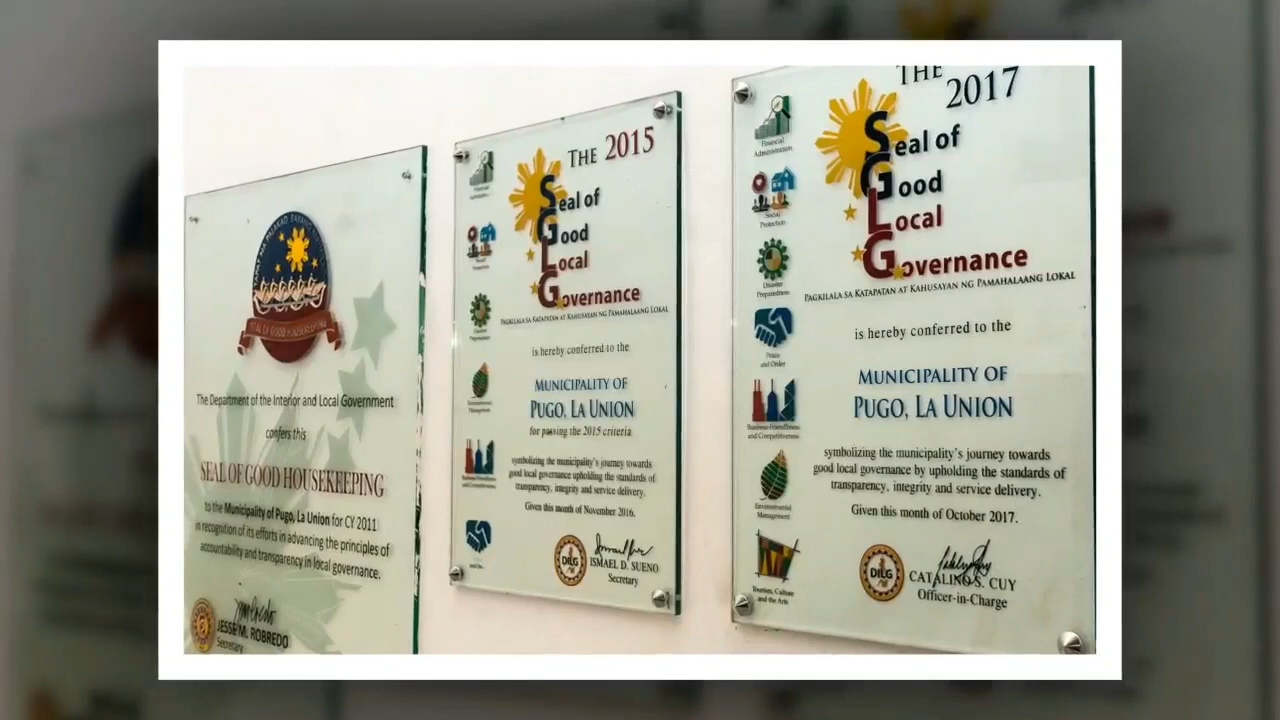 SEAL OF GOOD HOUSEKEEPING
The Department of the Interior and Local Government
confers this
SEAL OF GOOD HOUSEKEEPING
to the Municipality of Pugo, La Union for CY 2011
in recognition of its efforts in advancing the principles of
accountability and transparency in local governance.
JESSE M. ROBREDO
Secretary
THE 2015
Seal of
Good
Local
Governance
PAGKILALA SA KATAPATAN AT KAHUSAYAN NG PAMAHALAANG LOKAL
is hereby conferred to the
MUNICIPALITY OF
PUGO, LA UNION
for passing the 2015 criteria
symbolizing the municipality's journey towards
good local governance upholding the standards of
transparency, integrity and service delivery.
Given this month of November 2016.
DILG
ISMAEL D. SUENO
Secretary
Financial
Disaster
Preparedness
Environmental
Management
Business-Friendliness
and Competitiveness
THE 2017
Seal of
Good
Local
Governance
PAGKILALA SA KATAPATAN AT KAHUSAYAN NG PAMAHALAANG LOKAL
is hereby conferred to the
MUNICIPALITY OF
PUGO, LA UNION
symbolizing the municipality's journey towards
good local governance by upholding the standards of
transparency, integrity and service delivery.
Given this month of October 2017.
DILG
CATALINO S. CUY
Officer-in-Charge
Financial
Administration
Social
Protection
Disaster
Preparedness
Peace
and Order
Business-Friendliness
and Competitiveness
Environmental
Management
Tourism, Culture
and the Arts